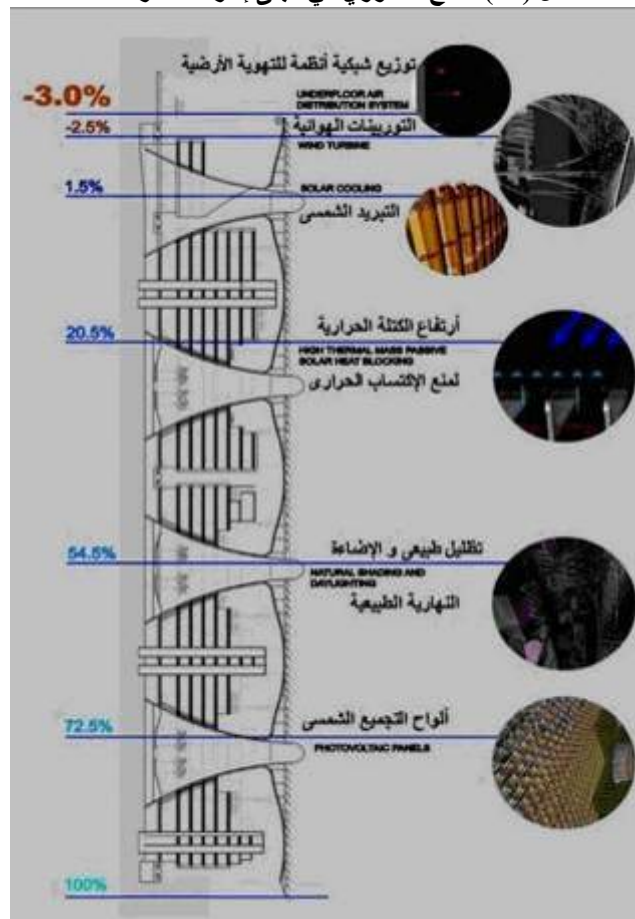 توزيع شبكية أنظمة للتهوية الأرضية
-3.0%
UNDERFLOOR AIR
DISTRIBUTION SYSTEM
التوربينات الهوائية
-2.5%
WIND TURBINE
1.5%
SOLAR COOLING
التبريد الشمسى
أرتفاع الكتلة الحرارية
20.5%
HIGH THERMAL MASS PASSIVE
SOLAR HEAT BLOCKING
لمنع الإكتساب الحرارى
تظليل طبيعى و الإضاءة
54.5%
NATURAL SHADING AND
DAYLIGHTING
النهارية الطبيعية
ألواح التجميع الشمسى
72.5%
PHOTOVOLTAIC PANELS
100%